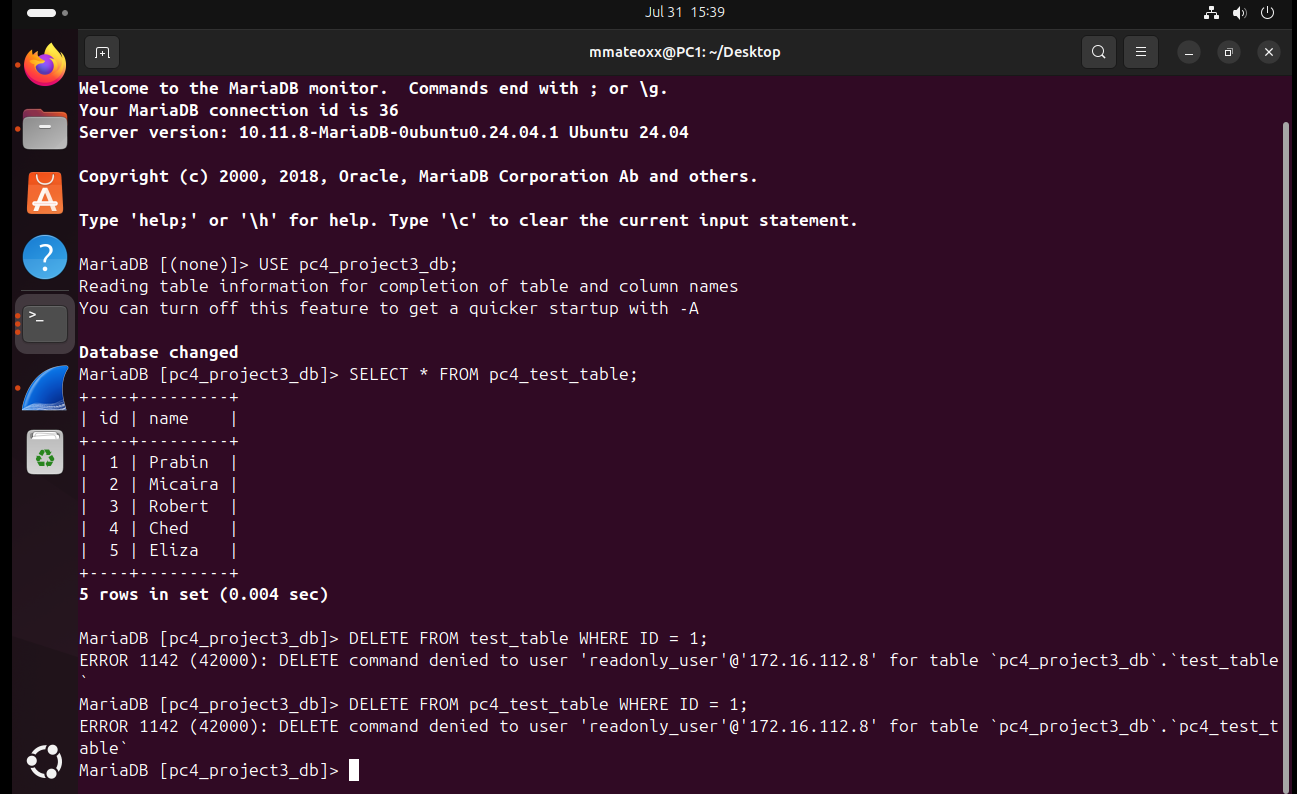 Jul 31 15:39
mmateoxx@PC1: ~/Desktop
Welcome to the MariaDB monitor.  Commands end with ; or \g.
Your MariaDB connection id is 36
Server version: 10.11.8-MariaDB-0ubuntu0.24.04.1 Ubuntu 24.04
Copyright (c) 2000, 2018, Oracle, MariaDB Corporation Ab and others.
Type 'help;' or '\h' for help. Type '\c' to clear the current input statement.
MariaDB [(none)]> USE pc4_project3_db;
Reading table information for completion of table and column names
You can turn off this feature to get a quicker startup with -A
Database changed
MariaDB [pc4_project3_db]> SELECT * FROM pc4_test_table;
+----+---------+
| id | name    |
+----+---------+
|  1 | Prabin  |
|  2 | Micaira |
|  3 | Robert  |
|  4 | Ched    |
|  5 | Eliza   |
+----+---------+
5 rows in set (0.004 sec)
MariaDB [pc4_project3_db]> DELETE FROM test_table WHERE ID = 1;
ERROR 1142 (42000): DELETE command denied to user 'readonly_user'@'172.16.112.8' for table `pc4_project3_db`.`test_table
`
MariaDB [pc4_project3_db]> DELETE FROM pc4_test_table WHERE ID = 1;
ERROR 1142 (42000): DELETE command denied to user 'readonly_user'@'172.16.112.8' for table `pc4_project3_db`.`pc4_test_t
able`
MariaDB [pc4_project3_db]>